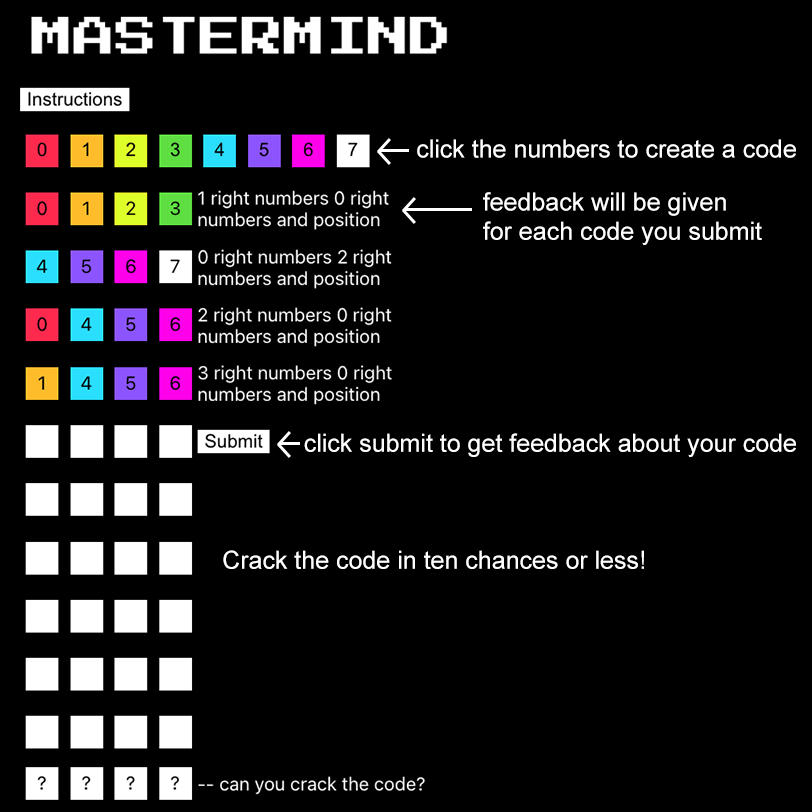 MASTERMIND
Instructions
0 1 2 3 4 5 6 7 click the numbers to create a code
0 1 2 3 1 right numbers 0 right
numbers and position
feedback will be given
for each code you submit
4 5 6 7 0 right numbers 2 right
numbers and position
0 4 5 6 2 right numbers 0 right
numbers and position
1 4 5 6 3 right numbers 0 right
numbers and position
Submit click submit to get feedback about your code
Crack the code in ten chances or less!
? ? ? ? -- can you crack the code?